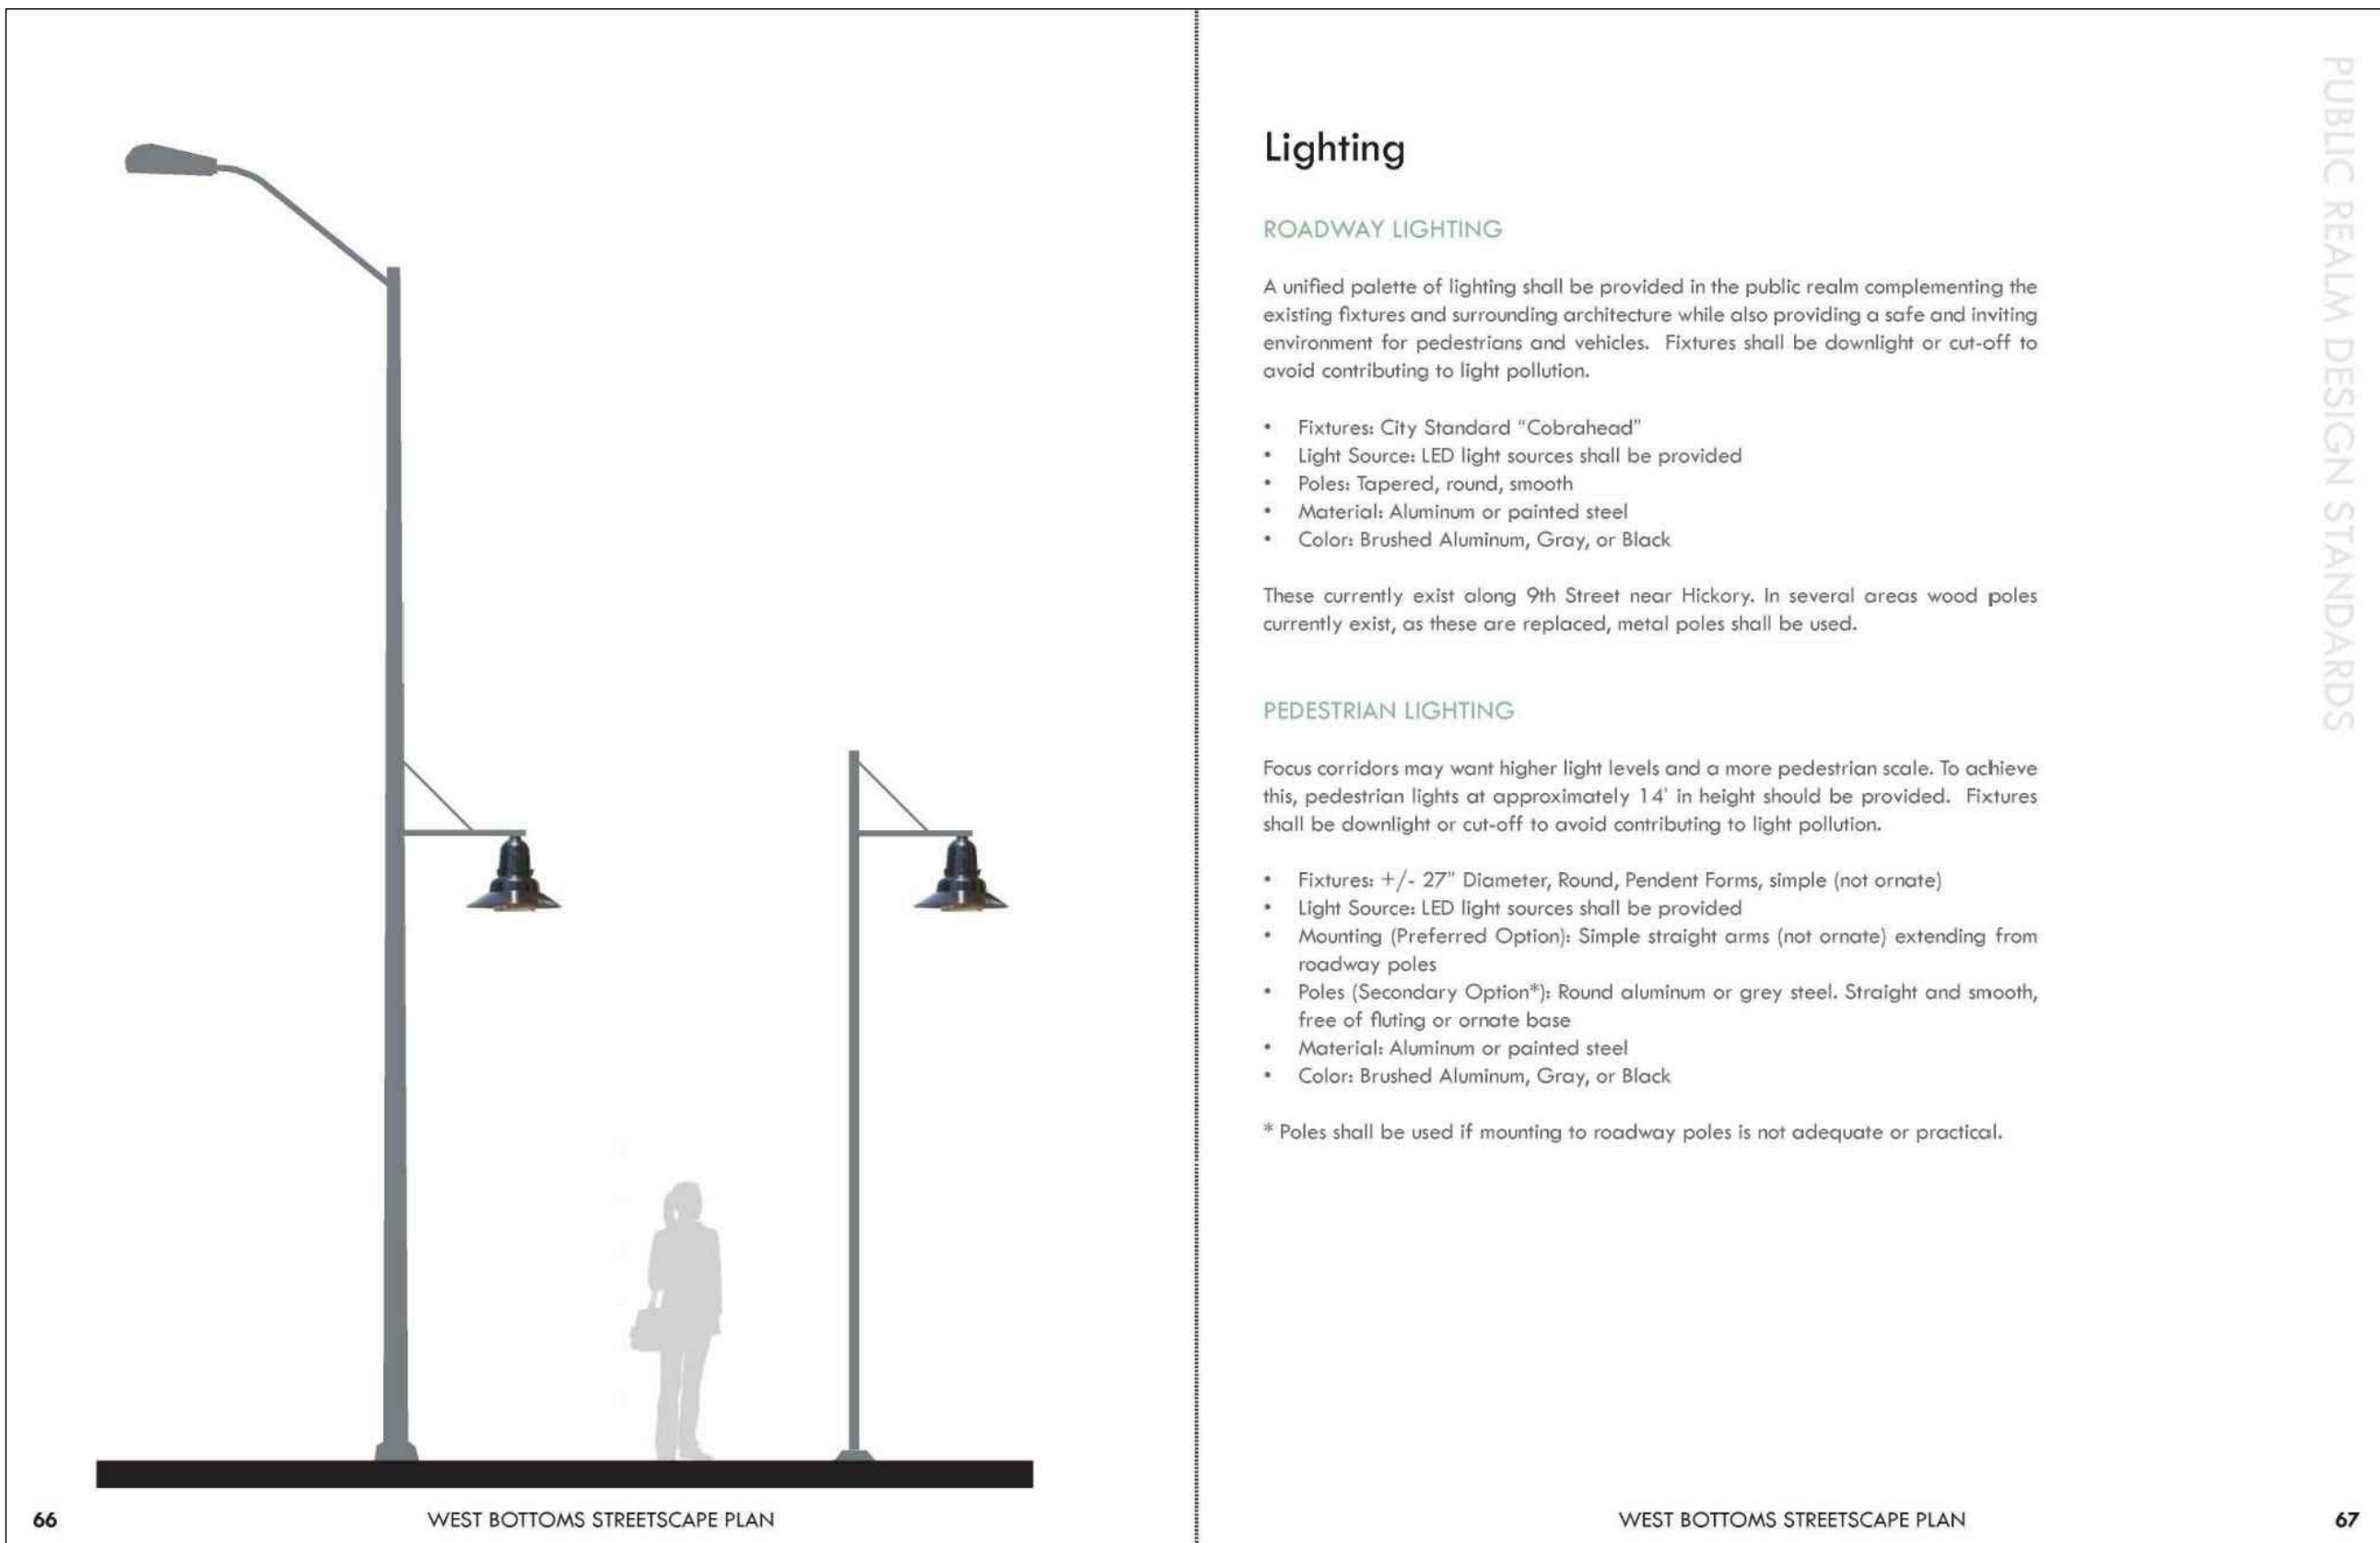 66
WEST BOTTOMS STREETSCAPE PLAN
Lighting
ROADWAY LIGHTING
A unified palette of lighting shall be provided in the public realm complementing the
existing fixtures and surrounding architecture while also providing a safe and inviting
environment for pedestrians and vehicles. Fixtures shall be downlight or cut-off to
avoid contributing to light pollution.
• Fixtures: City Standard "Cobrahead"
• Light Source: LED light sources shall be provided
• Poles: Tapered, round, smooth
• Material: Aluminum or painted steel
• Color: Brushed Aluminum, Gray, or Black
These currently exist along 9th Street near Hickory. In several areas wood poles
currently exist, as these are replaced, metal poles shall be used.
PEDESTRIAN LIGHTING
Focus corridors may want higher light levels and a more pedestrian scale. To achieve
this, pedestrian lights at approximately 14' in height should be provided. Fixtures
shall be downlight or cut-off to avoid contributing to light pollution.
• Fixtures: +/- 27" Diameter, Round, Pendent Forms, simple (not ornate)
• Light Source: LED light sources shall be provided
• Mounting (Preferred Option): Simple straight arms (not ornate) extending from
roadway poles
• Poles (Secondary Option*): Round aluminum or grey steel. Straight and smooth,
free of fluting or ornate base
• Material: Aluminum or painted steel
• Color: Brushed Aluminum, Gray, or Black
* Poles shall be used if mounting to roadway poles is not adequate or practical.
PUBLIC REALM DESIGN STANDARDS
WEST BOTTOMS STREETSCAPE PLAN
67